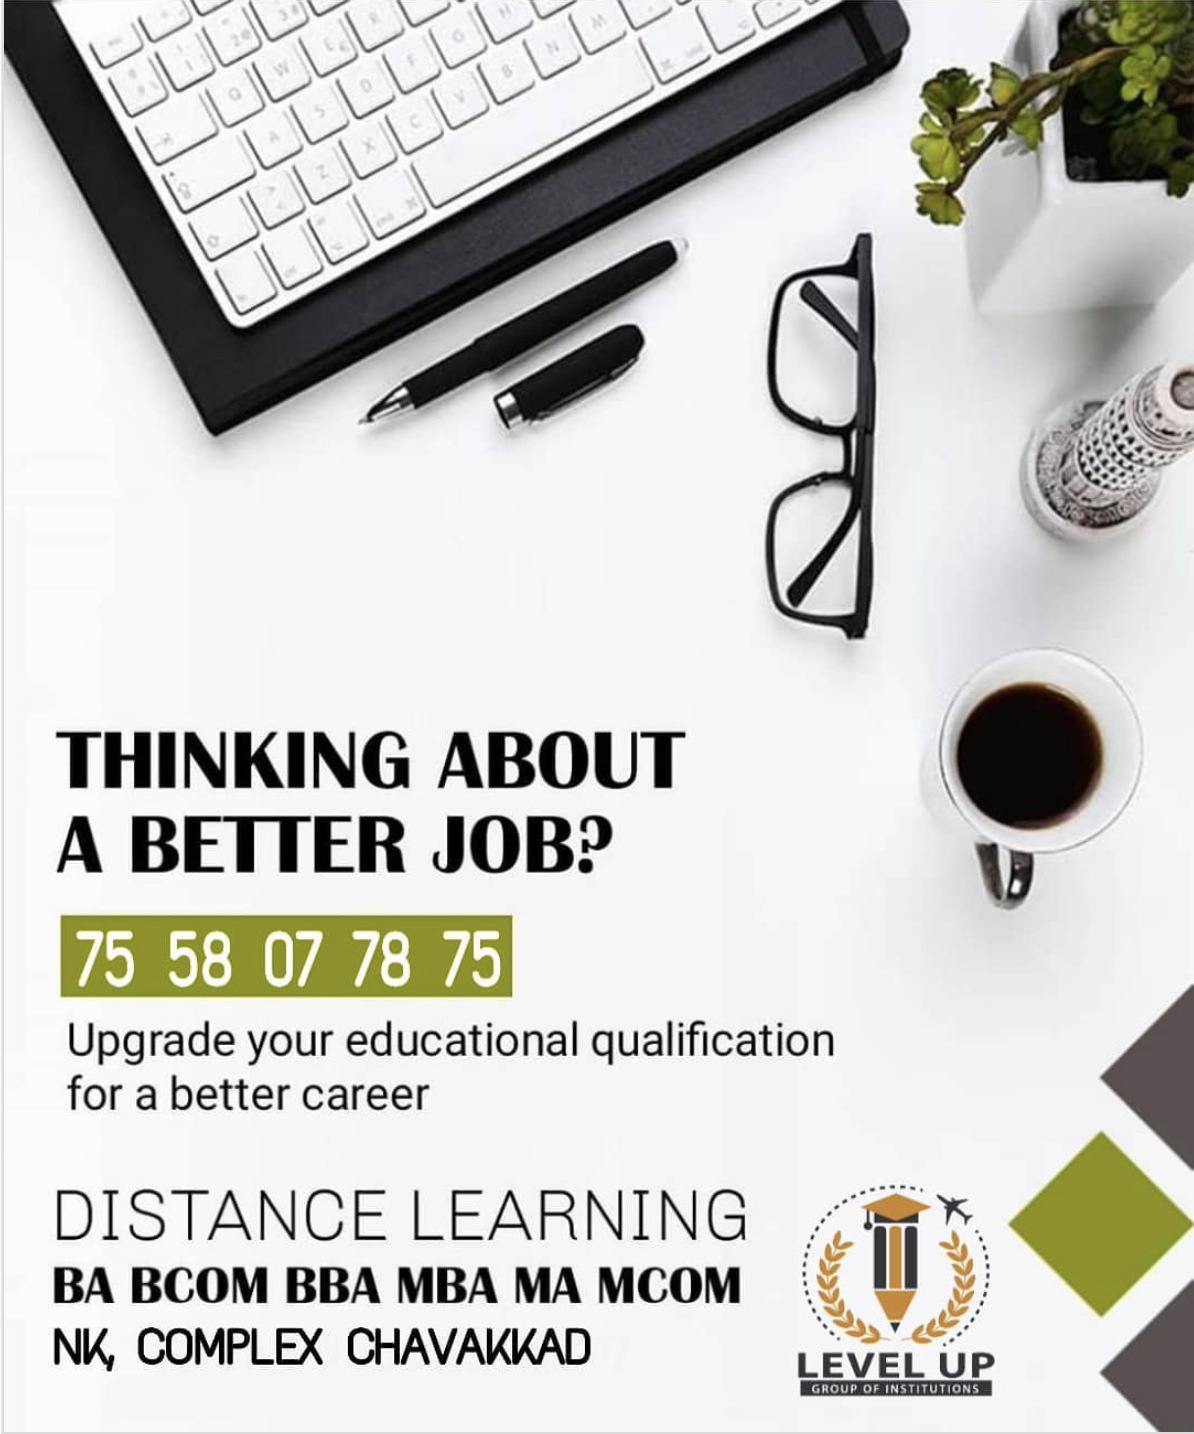 THINKING ABOUT
A BETTER JOB?
75 58 07 78 75
Upgrade your educational qualification
for a better career
DISTANCE LEARNING
BA BCOM BBA MBA MA MCOM
NK, COMPLEX CHAVAKKAD
LEVEL UP
GROUP OF INSTITUTIONS